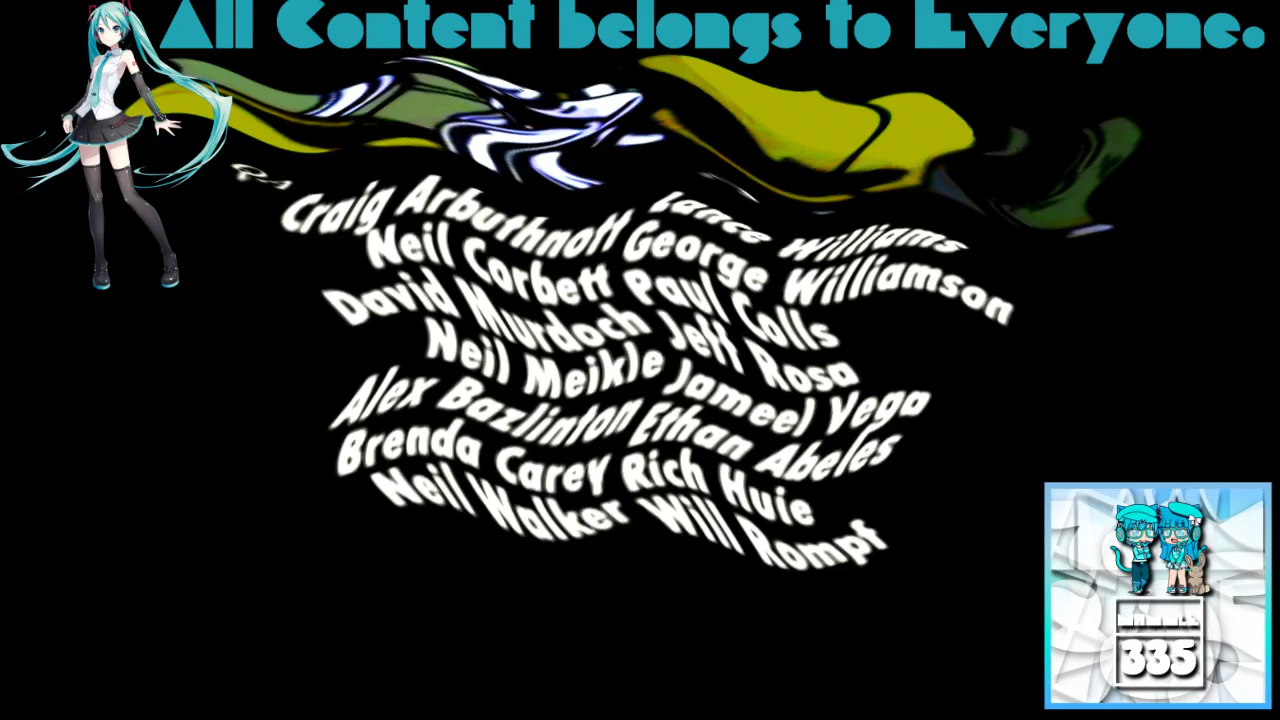 All Content belongs to Everyone.
QA
Craig Arbuthnott Lance Williams
Neil Corbett George Williamson
David Murdoch Paul Colls
Neil Meikle Jeff Rosa
Alex Bazlinton Jameel Vega
Brenda Carey Ethan Abeles
Neil Walker Rich Huie
Will Rompf
335